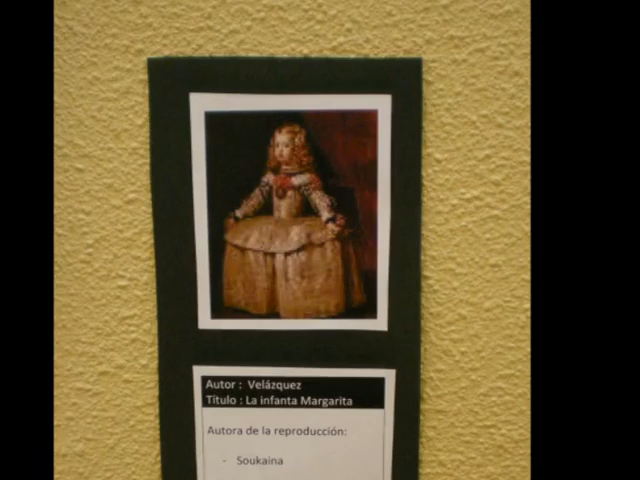 Autor : Velázquez
Título : La infanta Margarita
Autora de la reproducción:
- Soukaina